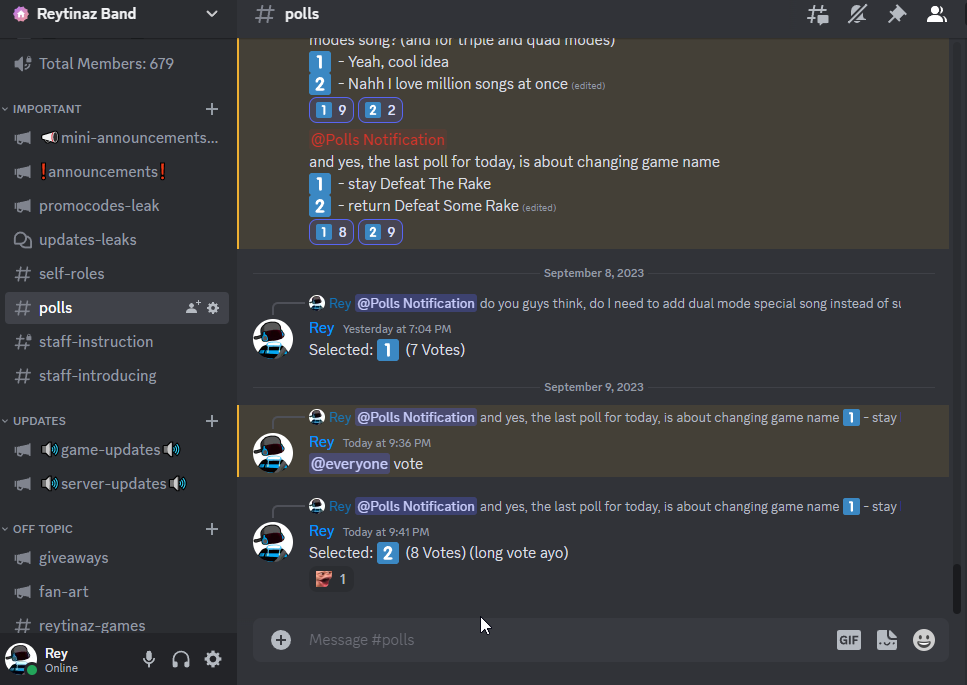 Reytinaz Band
Total Members: 679
IMPORTANT
mini-announcements...
❗announcements❗
promocodes-leak
updates-leaks
self-roles
polls
staff-instruction
staff-introducing
UPDATES
game-updates
server-updates
OFF TOPIC
giveaways
fan-art
reytinaz-games
Rey
Online
polls
modes song? (and for triple and quad modes)
1 - Yeah, cool idea
2 - Nahh I love million songs at once (edited)
1 9 2 2
@Polls Notification
and yes, the last poll for today, is about changing game name
1 - stay Defeat The Rake
2 - return Defeat Some Rake (edited)
1 8 2 9
September 8, 2023
Rey @Polls Notification do you guys think, do I need to add dual mode special song instead of
Rey Yesterday at 7:04 PM
Selected: 1 (7 Votes)
September 9, 2023
Rey @Polls Notification and yes, the last poll for today, is about changing game name 1 - stay
Rey Today at 9:36 PM
@everyone vote
Rey @Polls Notification and yes, the last poll for today, is about changing game name 1 - stay
Rey Today at 9:41 PM
Selected: 2 (8 Votes) (long vote ayo)
1
Message #polls
GIF